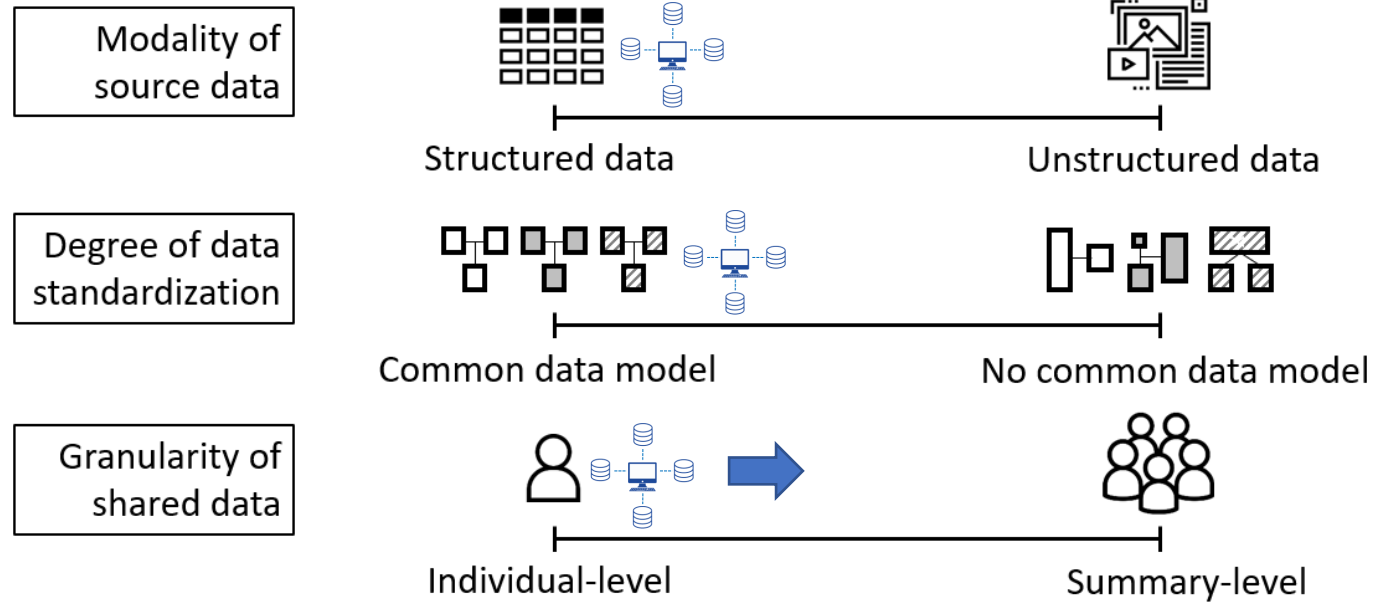 Modality of
source data
Structured data
Unstructured data
Degree of data
standardization
Common data model
No common data model
Granularity of
shared data
Individual-level
Summary-level